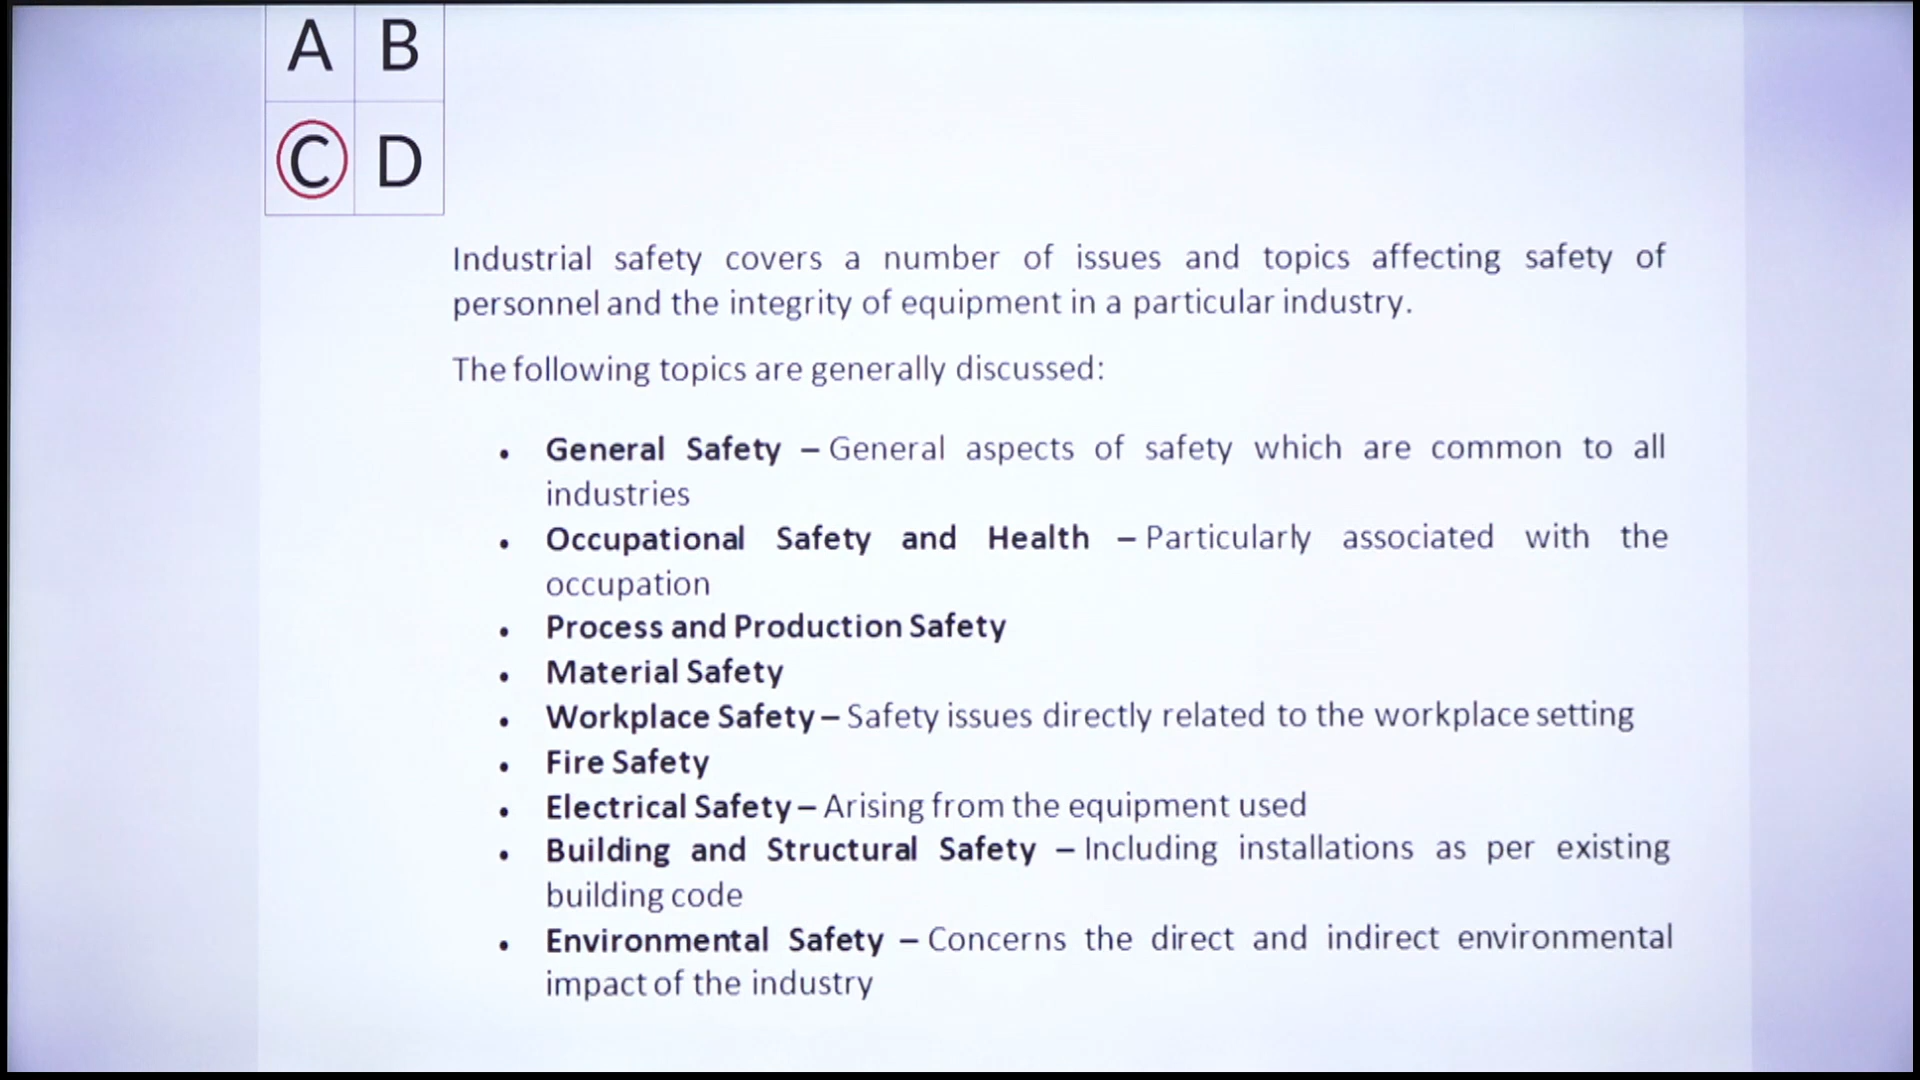 A B
C D
Industrial safety covers a number of issues and topics affecting safety of
personnel and the integrity of equipment in a particular industry.
The following topics are generally discussed:
• General Safety – General aspects of safety which are common to all
industries
• Occupational Safety and Health – Particularly associated with the
occupation
• Process and Production Safety
• Material Safety
• Workplace Safety – Safety issues directly related to the workplace setting
• Fire Safety
• Electrical Safety – Arising from the equipment used
• Building and Structural Safety – Including installations as per existing
building code
• Environmental Safety – Concerns the direct and indirect environmental
impact of the industry